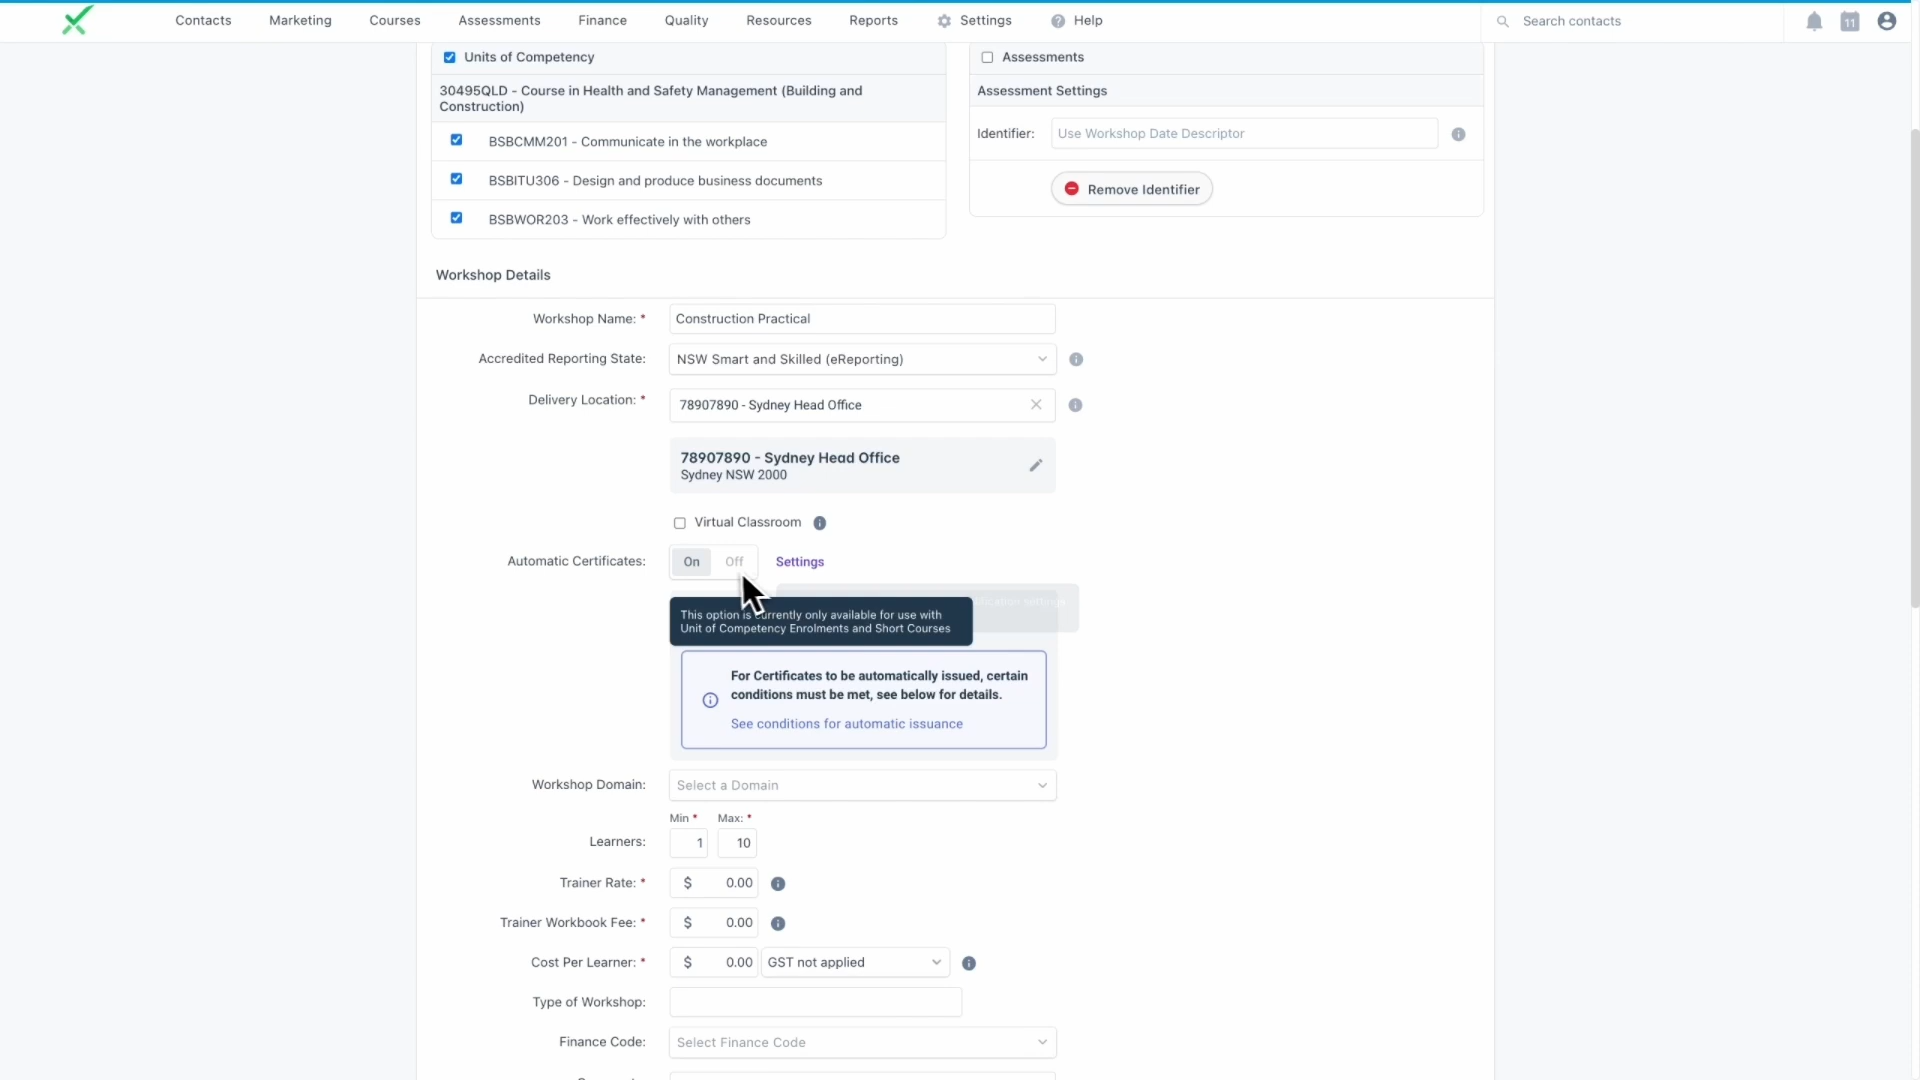 Contacts Marketing Courses Assessments Finance Quality Resources Reports Settings Help Search contacts 11
Units of Competency
30495QLD - Course in Health and Safety Management (Building and
Construction)
BSBCMM201 - Communicate in the workplace
BSBITU306 - Design and produce business documents
BSBWOR203 - Work effectively with others
Assessments
Assessment Settings
Identifier: Use Workshop Date Descriptor
Remove Identifier
Workshop Details
Workshop Name: * Construction Practical
Accredited Reporting State: NSW Smart and Skilled (eReporting)
Delivery Location: * 78907890 - Sydney Head Office
78907890 - Sydney Head Office
Sydney NSW 2000
Virtual Classroom
Automatic Certificates: On Off Settings
This option is currently only available for use with
Unit of Competency Enrolments and Short Courses
For Certificates to be automatically issued, certain
conditions must be met, see below for details.
See conditions for automatic issuance
Workshop Domain: Select a Domain
Min * Max: *
Learners: 1 10
Trainer Rate: * $ 0.00
Trainer Workbook Fee: * $ 0.00
Cost Per Learner: * $ 0.00 GST not applied
Type of Workshop:
Finance Code: Select Finance Code